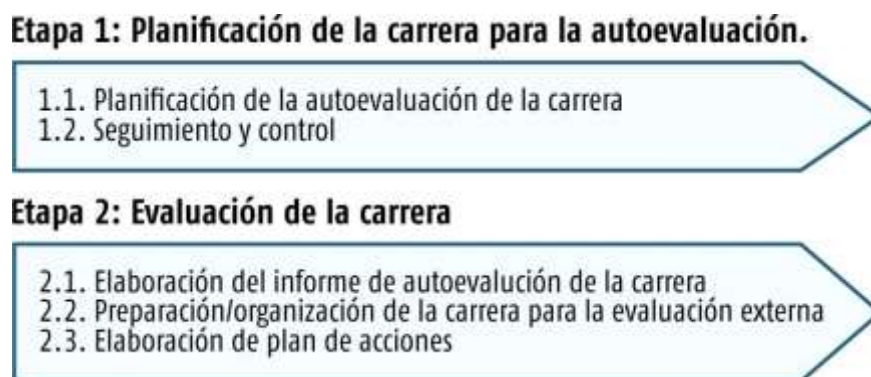 Etapa 1: Planificación de la carrera para la autoevaluación.
1.1. Planificación de la autoevaluación de la carrera
1.2. Seguimiento y control
Etapa 2: Evaluación de la carrera
2.1. Elaboración del informe de autoevalución de la carrera
2.2. Preparación/organización de la carrera para la evaluación externa
2.3. Elaboración de plan de acciones